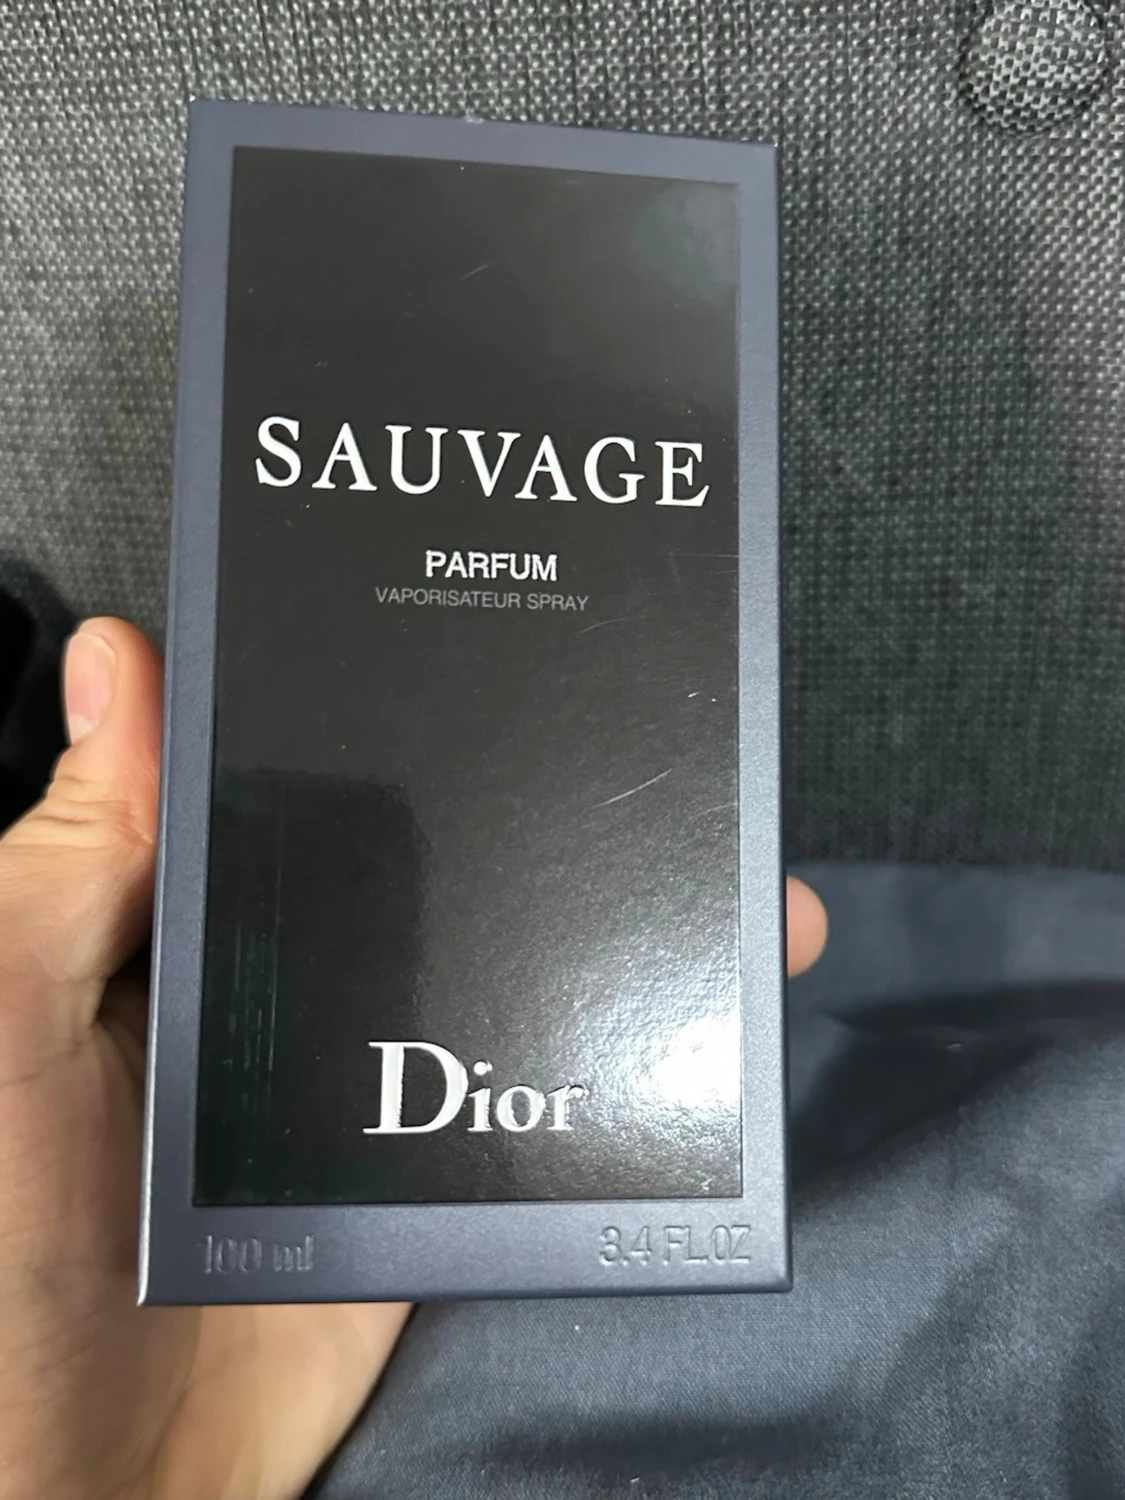 SAUVAGE
PARFUM
VAPORISATEUR SPRAY
Dior
100 ml 3.4 FL.OZ